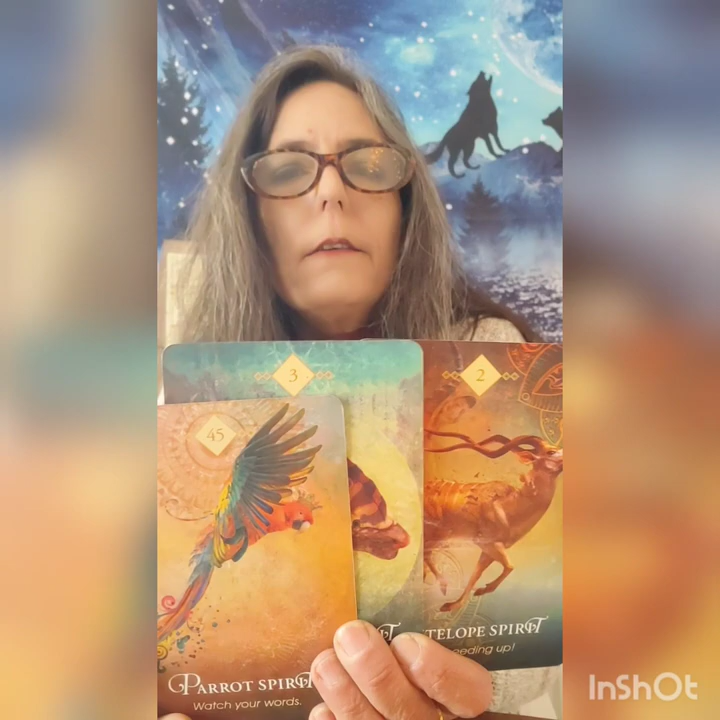 3
2
45
TELOPE SPIRIT
eeding up!
PARROT SPIRIT
Watch your words.
InShOt